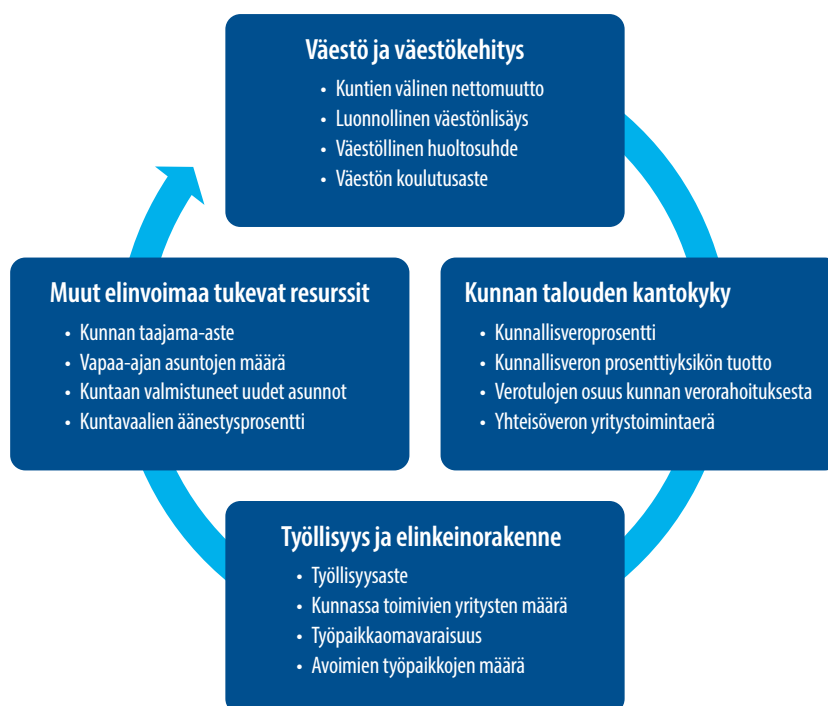 Väestö ja väestökehitys
• Kuntien välinen nettomuutto
• Luonnollinen väestönlisäys
• Väestöllinen huoltosuhde
• Väestön koulutusaste
Kunnan talouden kantokyky
• Kunnallisveroprosentti
• Kunnallisveron prosenttiyksikön tuotto
• Verotulojen osuus kunnan verorahoituksesta
• Yhteisöveron yritystoimintaerä
Työllisyys ja elinkeinorakenne
• Työllisyysaste
• Kunnassa toimivien yritysten määrä
• Työpaikkaomavaraisuus
• Avoimien työpaikkojen määrä
Muut elinvoimaa tukevat resurssit
• Kunnan taajama-aste
• Vapaa-ajan asuntojen määrä
• Kuntaan valmistuneet uudet asunnot
• Kuntavaalien äänestysprosentti